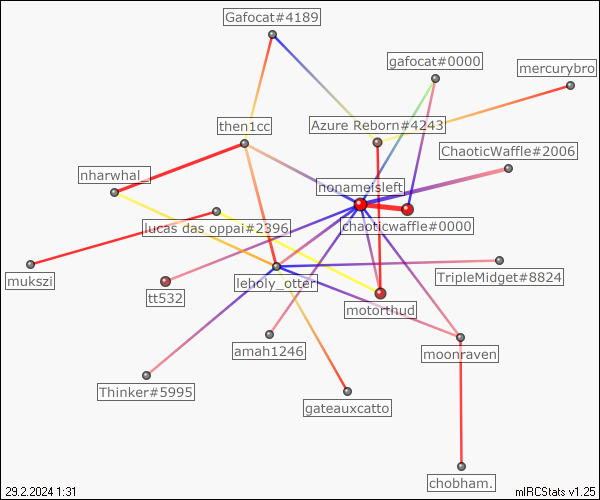 Gafocat#4189
gafocat#0000
mercurybro
then1cc
Azure Reborn#4243
ChaoticWaffle#2006
nharwhal_
nonameisleft
lucas das oppai#2396
chaoticwaffle#0000
mukszi
tt532
leholy_otter
TripleMidget#8824
motorthud
amah1246
moonraven
Thinker#5995
gateauxcatto
chobham.
29.2.2024 1:31
mIRCStats v1.25